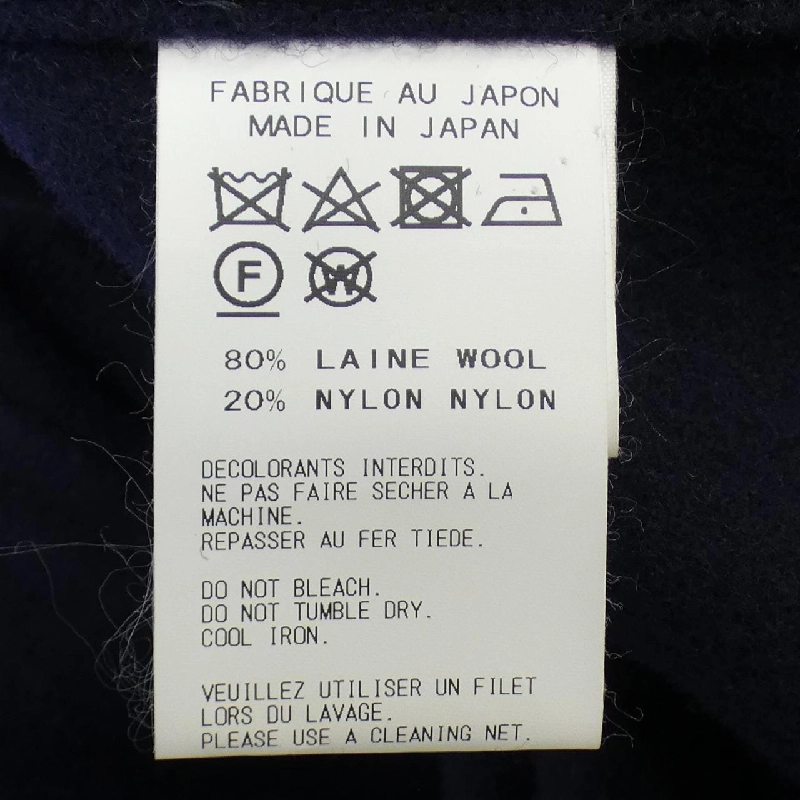 FABRIQUE AU JAPON
MADE IN JAPAN
F W
80% LAINE WOOL
20% NYLON NYLON
DECOLORANTS INTERDITS.
NE PAS FAIRE SECHER A LA
MACHINE.
REPASSER AU FER TIEDE.
DO NOT BLEACH.
DO NOT TUMBLE DRY.
COOL IRON.
VEUILLEZ UTILISER UN FILET
LORS DU LAVAGE.
PLEASE USE A CLEANING NET.